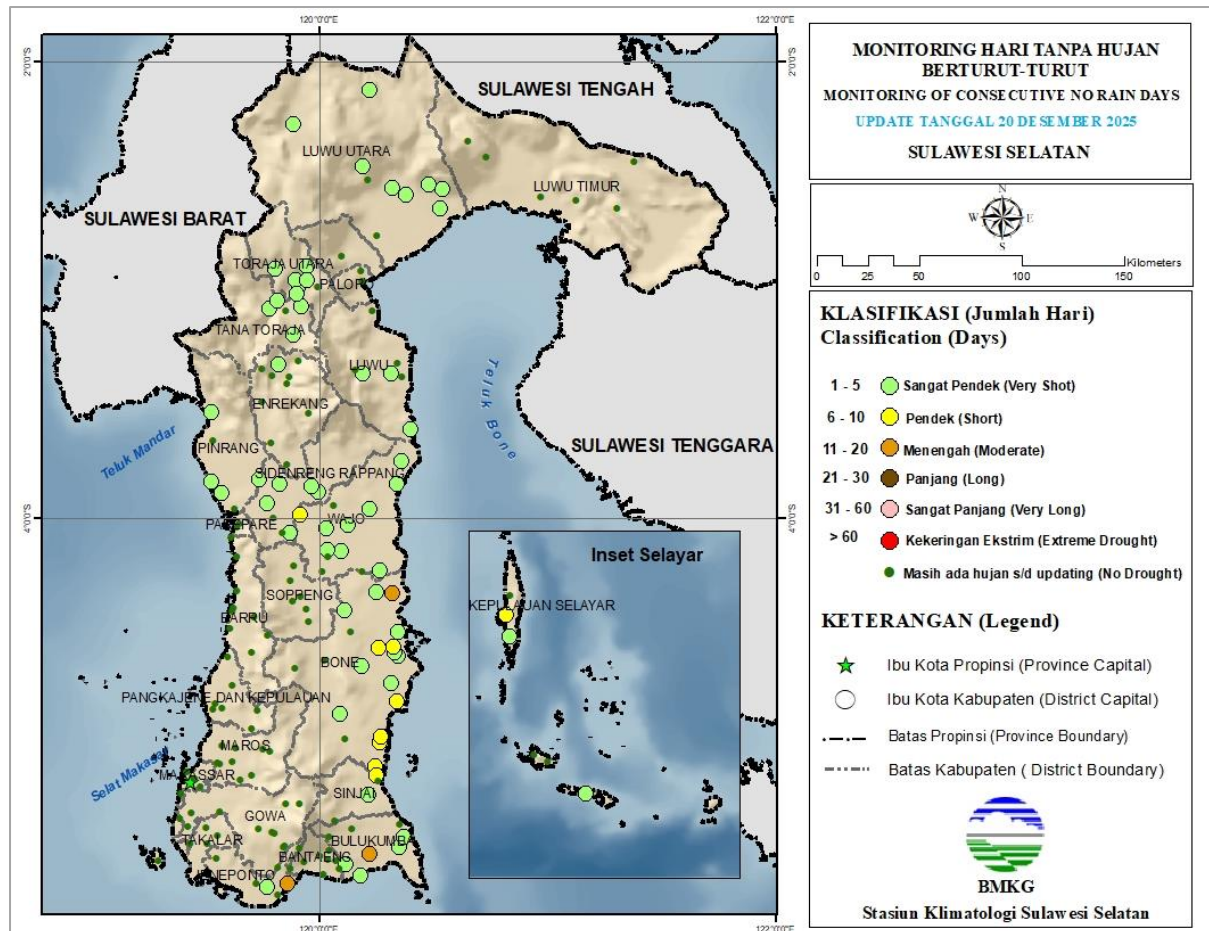 120°0'0"E
122°0'0"E
2°0'0"S
4°0'0"S
SULAWESI TENGAH
LUWU UTARA
LUWU TIMUR
SULAWESI BARAT
TORAJA UTARA
PALOPO
TANA TORAJA
LUWU
ENREKANG
Teluk Bone
Teluk Mandar
PINRANG
SULAWESI TENGGARA
SIDENRENG RAPPANG
PAREPARE
WAJO
SOPPENG
BARRU
BONE
PANGKAJENE DAN KEPULAUAN
MAROS
Selat Makasar
MAKASSAR
SINJAI
GOWA
TAKALAR
BULUKUMBA
BANTAENG
JENEPONTO
120°0'0"E
122°0'0"E
Inset Selayar
KEPULAUAN SELAYAR
MONITORING HARI TANPA HUJAN
BERTURUT-TURUT
MONITORING OF CONSECUTIVE NO RAIN DAYS
UPDATE TANGGAL 20 DESEMBER 2025
SULAWESI SELATAN
N
W E
S
Kilometers
0 25 50 100 150
KLASIFIKASI (Jumlah Hari)
Classification (Days)
1 - 5 Sangat Pendek (Very Shot)
6 - 10 Pendek (Short)
11 - 20 Menengah (Moderate)
21 - 30 Panjang (Long)
31 - 60 Sangat Panjang (Very Long)
> 60 Kekeringan Ekstrim (Extreme Drought)
Masih ada hujan s/d updating (No Drought)
KETERANGAN (Legend)
Ibu Kota Propinsi (Province Capital)
Ibu Kota Kabupaten (District Capital)
Batas Propinsi (Province Boundary)
Batas Kabupaten ( District Boundary)
BMKG
Stasiun Klimatologi Sulawesi Selatan